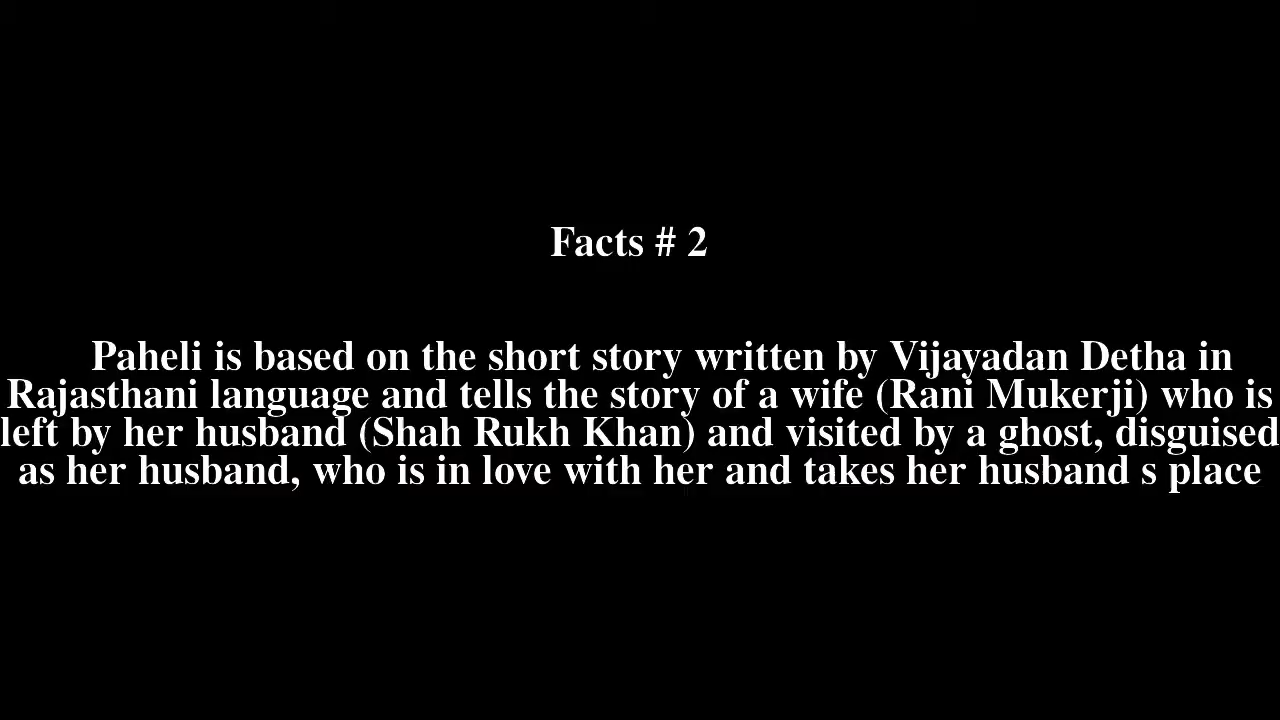 Facts # 2
Paheli is based on the short story written by Vijayadan Detha in
Rajasthani language and tells the story of a wife (Rani Mukerji) who is
left by her husband (Shah Rukh Khan) and visited by a ghost, disguised
as her husband, who is in love with her and takes her husband s place